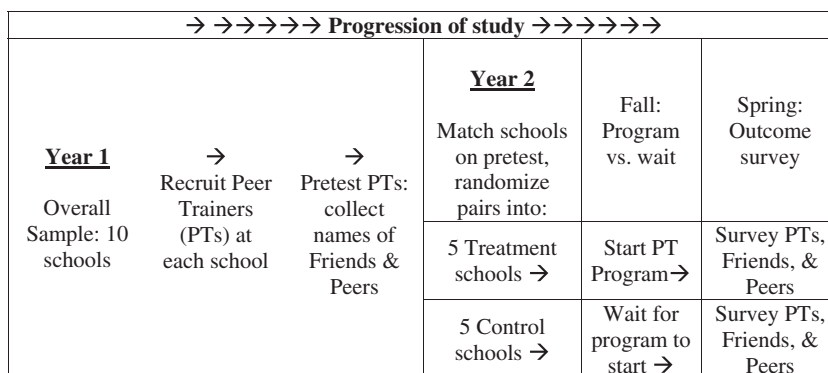 → →→→→→ Progression of study →→→→→→
Year 1
Overall
Sample: 10
schools
→
Recruit Peer
Trainers
(PTs) at
each school
→
Pretest PTs:
collect
names of
Friends &
Peers
Year 2
Match schools
on pretest,
randomize
pairs into:
Fall:
Program
vs. wait
Spring:
Outcome
survey
5 Treatment
schools →
Start PT
Program→
Survey PTs,
Friends, &
Peers
5 Control
schools →
Wait for
program to
start →
Survey PTs,
Friends, &
Peers